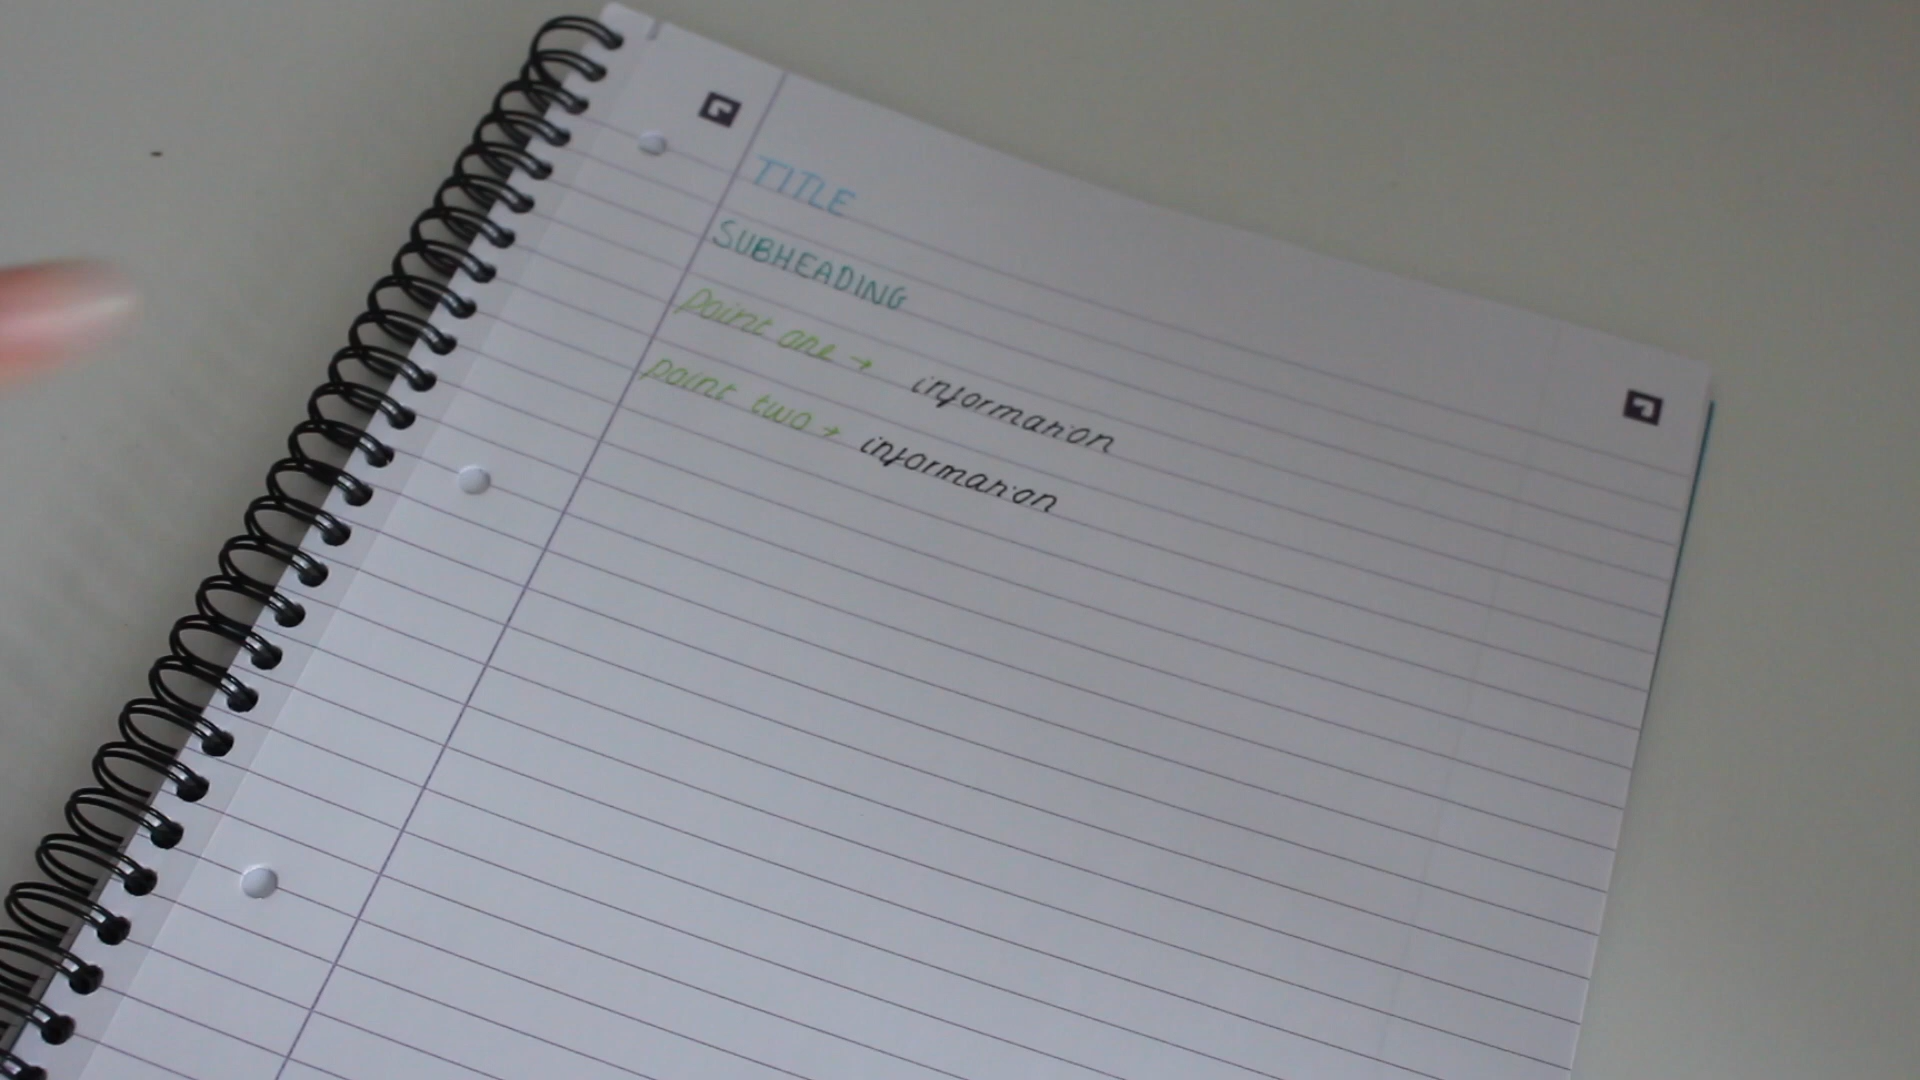 TITLE
SUBHEADING
point one → information
point two → information